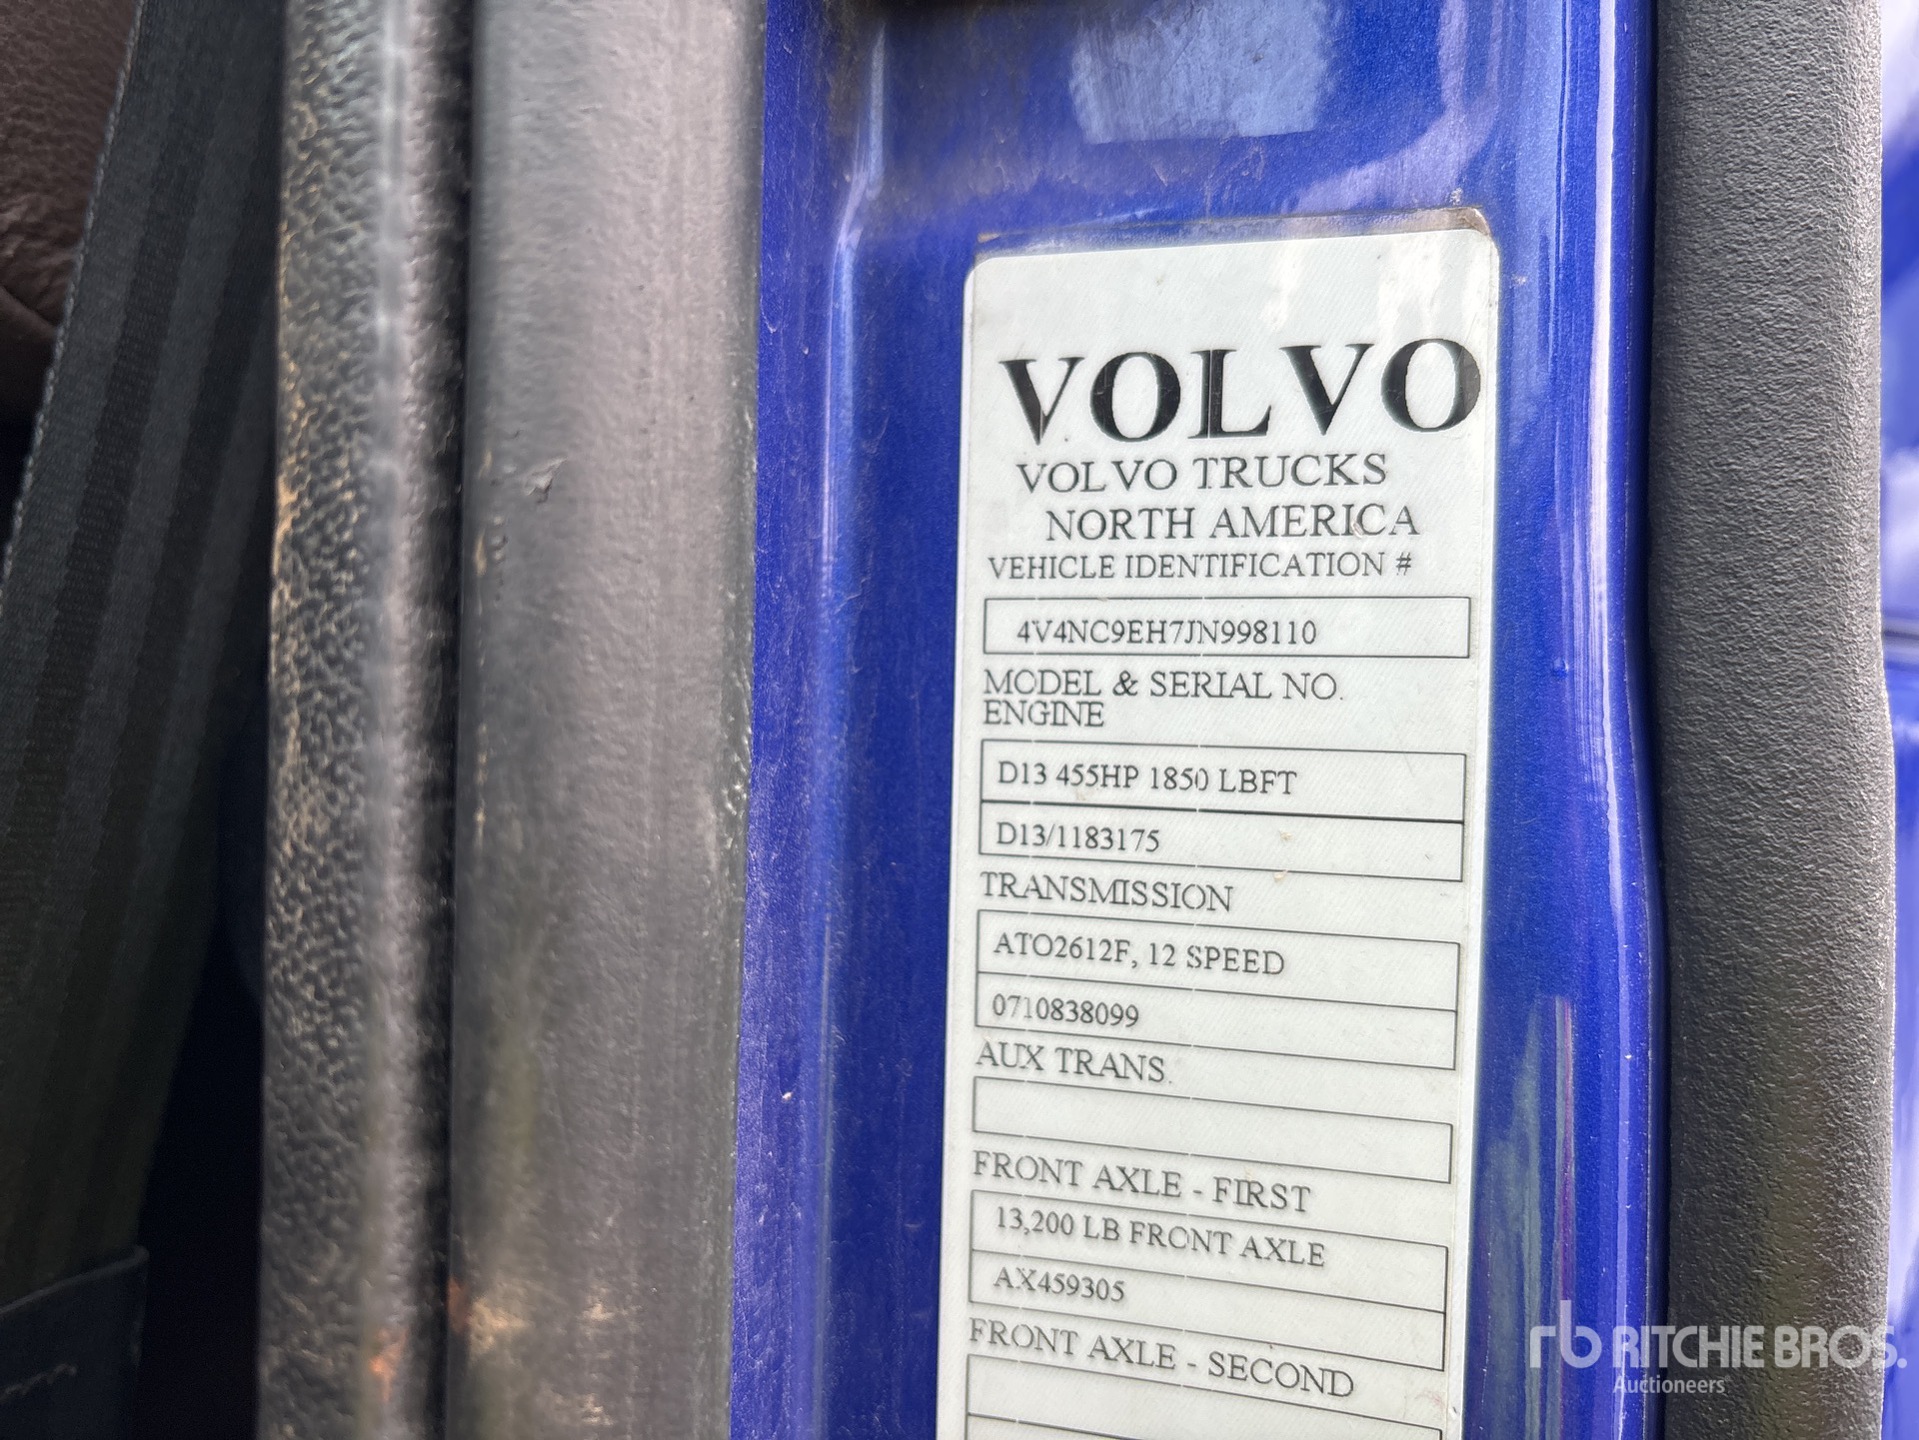 VOLVO
VOLVO TRUCKS
NORTH AMERICA
VEHICLE IDENTIFICATION #
4V4NC9EH7JN998110
MODEL & SERIAL NO.
ENGINE
D13 455HP 1850 LBFT
D13/1183175
TRANSMISSION
ATO2612F, 12 SPEED
0710838099
AUX TRANS.
FRONT AXLE - FIRST
13,200 LB FRONT AXLE
AX459305
FRONT AXLE - SECOND
rb RITCHIE BROS.
Auctioneers